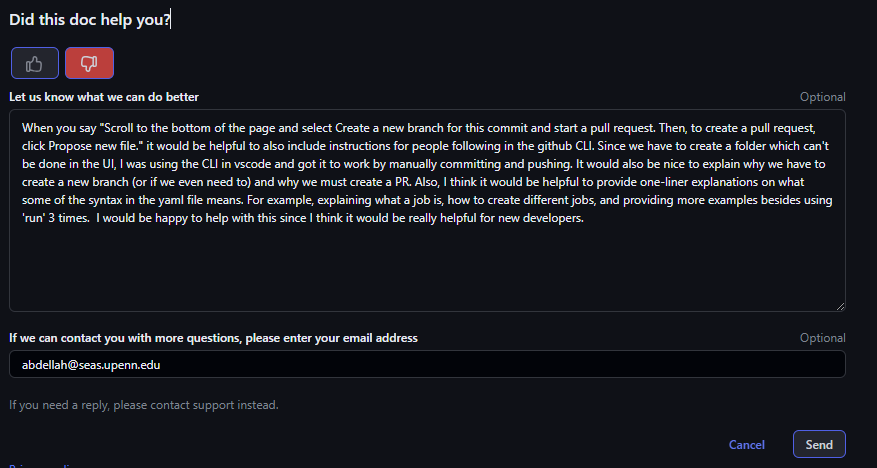 Did this doc help you?
Let us know what we can do better
Optional
When you say "Scroll to the bottom of the page and select Create a new branch for this commit and start a pull request. Then, to create a pull request,
click Propose new file." it would be helpful to also include instructions for people following in the github CLI. Since we have to create a folder which can't
be done in the UI, I was using the CLI in vscode and got it to work by manually committing and pushing. It would also be nice to explain why we have to
create a new branch (or if we even need to) and why we must create a PR. Also, I think it would be helpful to provide one-liner explanations on what
some of the syntax in the yaml file means. For example, explaining what a job is, how to create different jobs, and providing more examples besides using
'run' 3 times.  I would be happy to help with this since I think it would be really helpful for new developers.
If we can contact you with more questions, please enter your email address
Optional
abdellah@seas.upenn.edu
If you need a reply, please contact support instead.
Cancel
Send